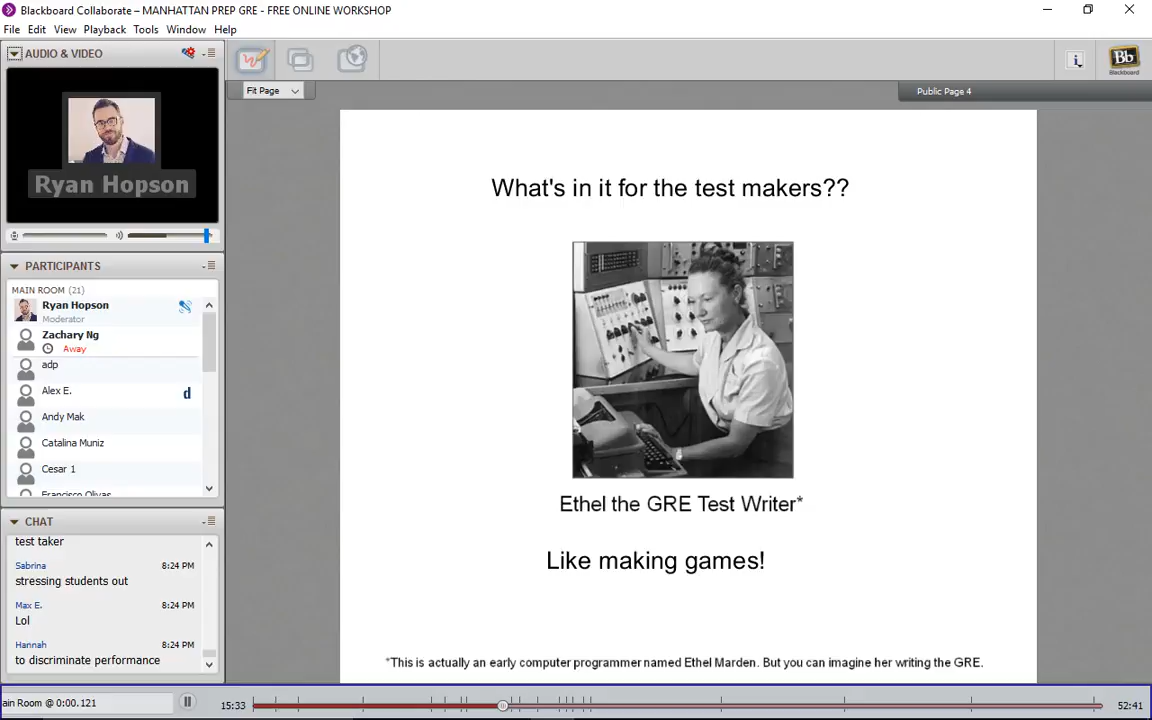 Blackboard Collaborate – MANHATTAN PREP GRE - FREE ONLINE WORKSHOP
File Edit View Playback Tools Window Help
AUDIO & VIDEO
Ryan Hopson
PARTICIPANTS
MAIN ROOM (21)
Ryan Hopson
Moderator
Zachary Ng
Away
adp
Alex E.
d
Andy Mak
Catalina Muniz
Cesar 1
Francisco Olivas
CHAT
test taker
Sabrina 8:24 PM
stressing students out
Max E. 8:24 PM
Lol
Hannah 8:24 PM
to discriminate performance
Fit Page
Public Page 4
i
Bb
Blackboard
What's in it for the test makers??
Ethel the GRE Test Writer*
Like making games!
*This is actually an early computer programmer named Ethel Marden. But you can imagine her writing the GRE.
ain Room @ 0:00.121
15:33
52:41